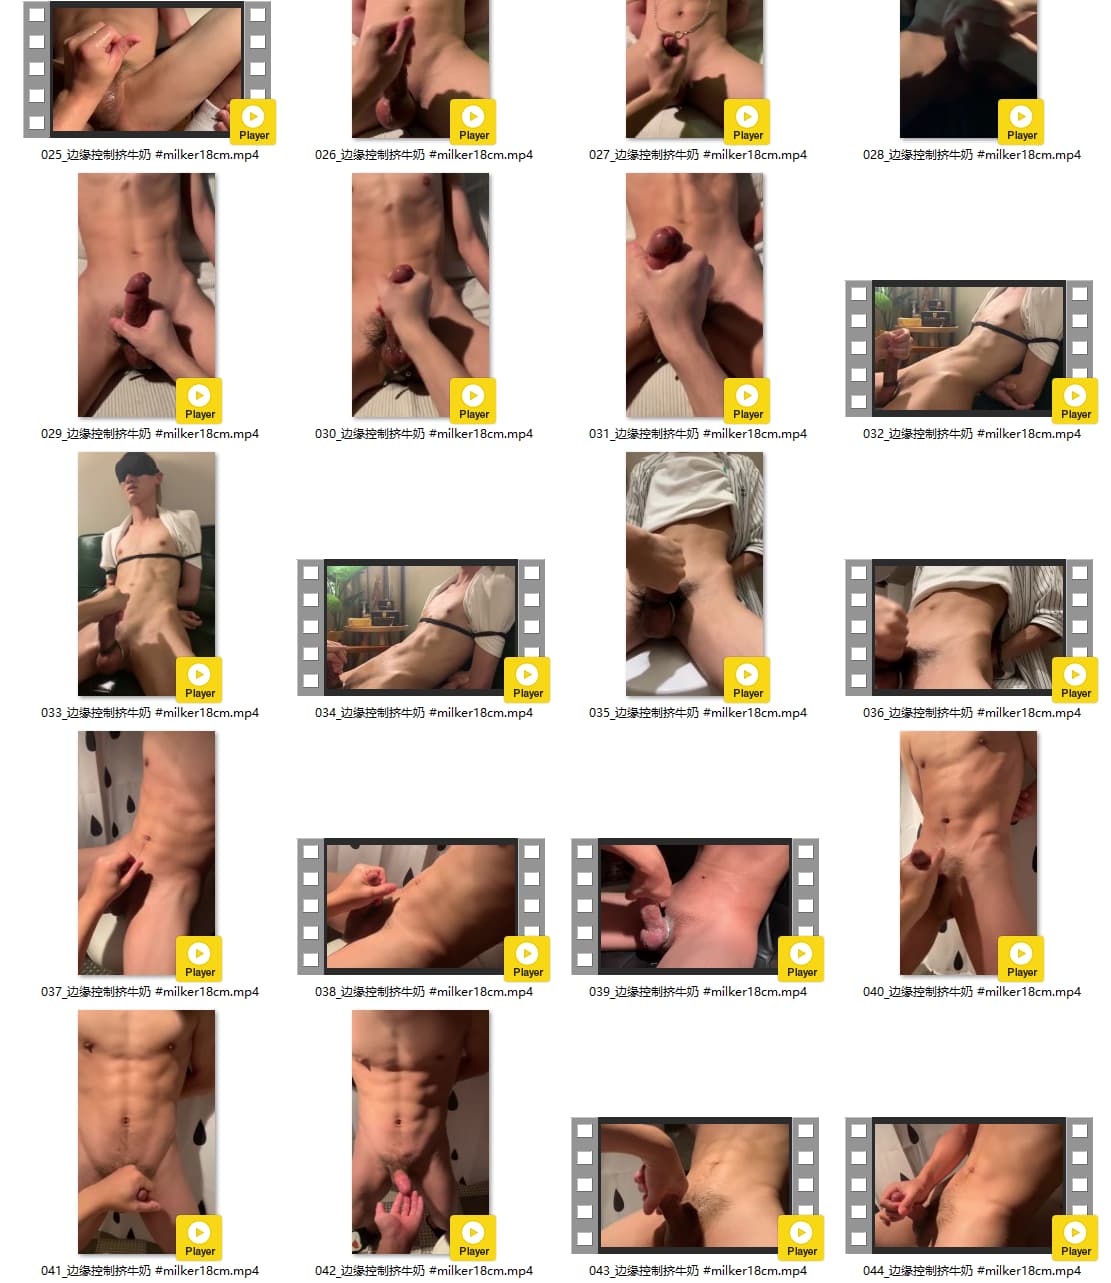 Player
Player
Player
Player
025_边缘控制挤牛奶 #milker18cm.mp4
026_边缘控制挤牛奶 #milker18cm.mp4
027_边缘控制挤牛奶 #milker18cm.mp4
028_边缘控制挤牛奶 #milker18cm.mp4
Player
Player
Player
Player
029_边缘控制挤牛奶 #milker18cm.mp4
030_边缘控制挤牛奶 #milker18cm.mp4
031_边缘控制挤牛奶 #milker18cm.mp4
032_边缘控制挤牛奶 #milker18cm.mp4
Player
Player
Player
Player
033_边缘控制挤牛奶 #milker18cm.mp4
034_边缘控制挤牛奶 #milker18cm.mp4
035_边缘控制挤牛奶 #milker18cm.mp4
036_边缘控制挤牛奶 #milker18cm.mp4
Player
Player
Player
Player
037_边缘控制挤牛奶 #milker18cm.mp4
038_边缘控制挤牛奶 #milker18cm.mp4
039_边缘控制挤牛奶 #milker18cm.mp4
040_边缘控制挤牛奶 #milker18cm.mp4
Player
Player
Player
Player
041_边缘控制挤牛奶 #milker18cm.mp4
042_边缘控制挤牛奶 #milker18cm.mp4
043_边缘控制挤牛奶 #milker18cm.mp4
044_边缘控制挤牛奶 #milker18cm.mp4